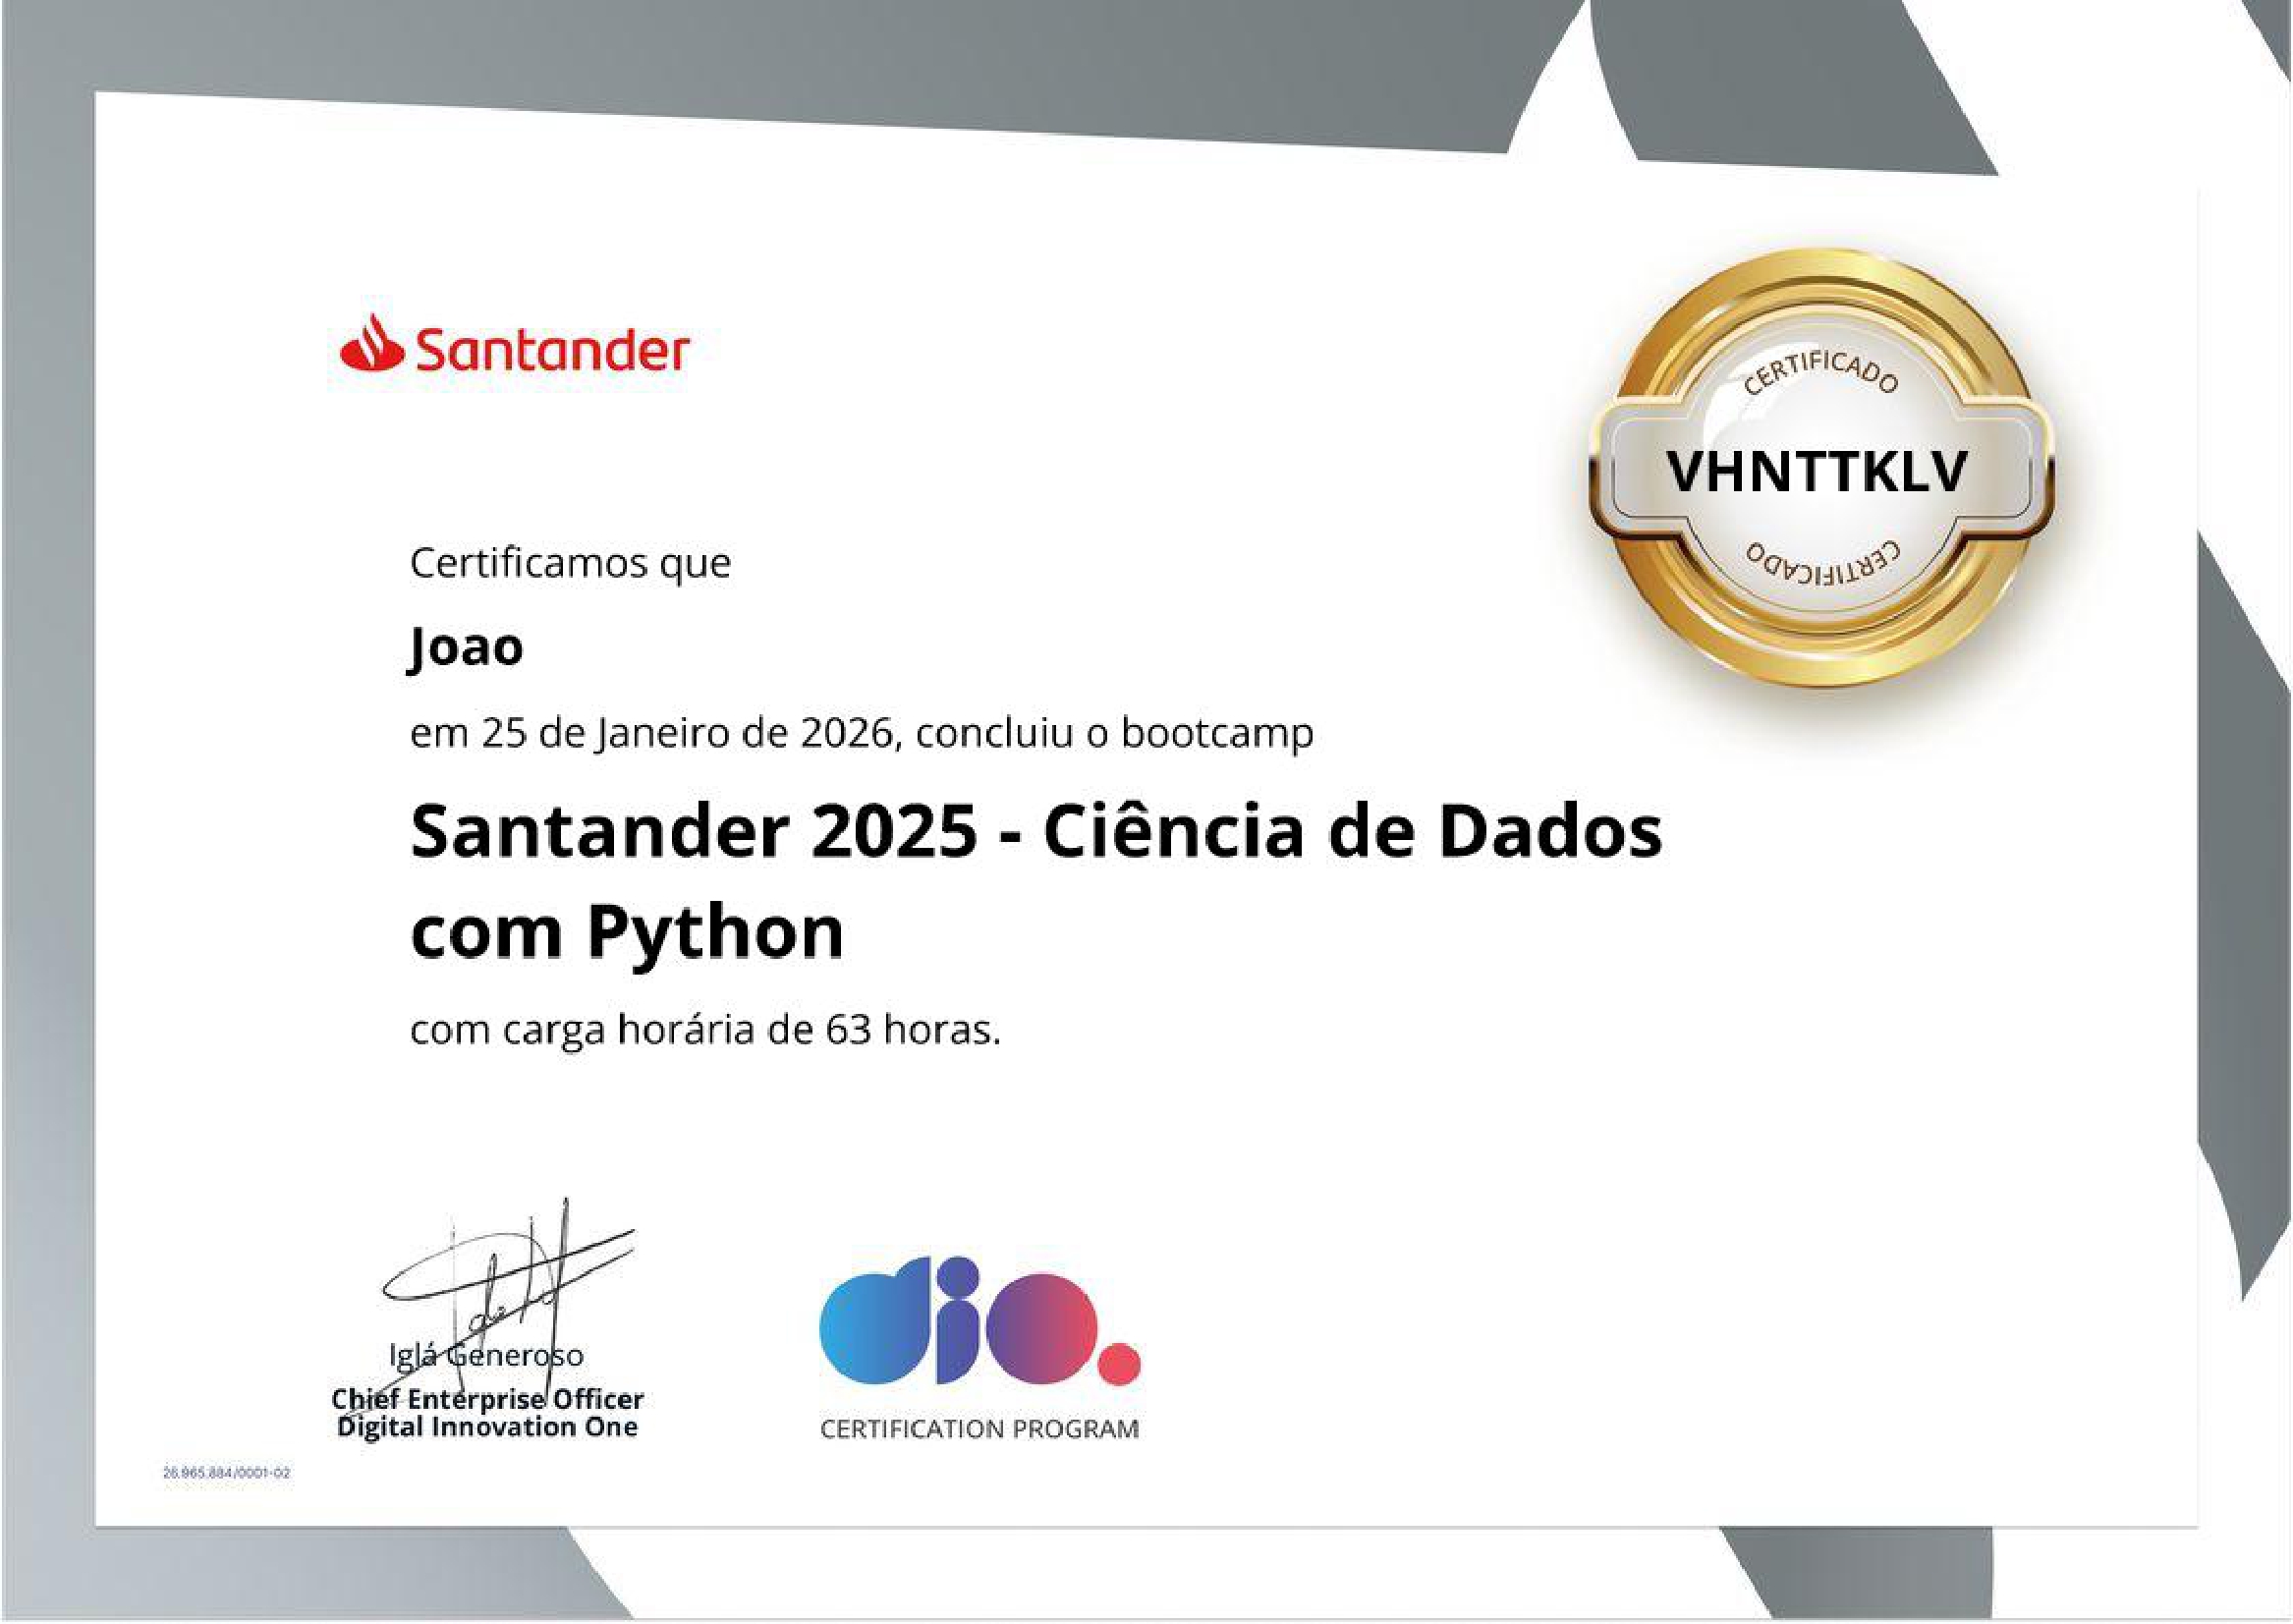 Santander
CERTIFICADO
VHNTTKLV
CERTIFICADO
Certificamos que
Joao
em 25 de Janeiro de 2026, concluiu o bootcamp
Santander 2025 - Ciência de Dados
com Python
com carga horária de 63 horas.
Iglá Generoso
Chief Enterprise Officer
Digital Innovation One
dio.
CERTIFICATION PROGRAM
26.965.884/0001-02